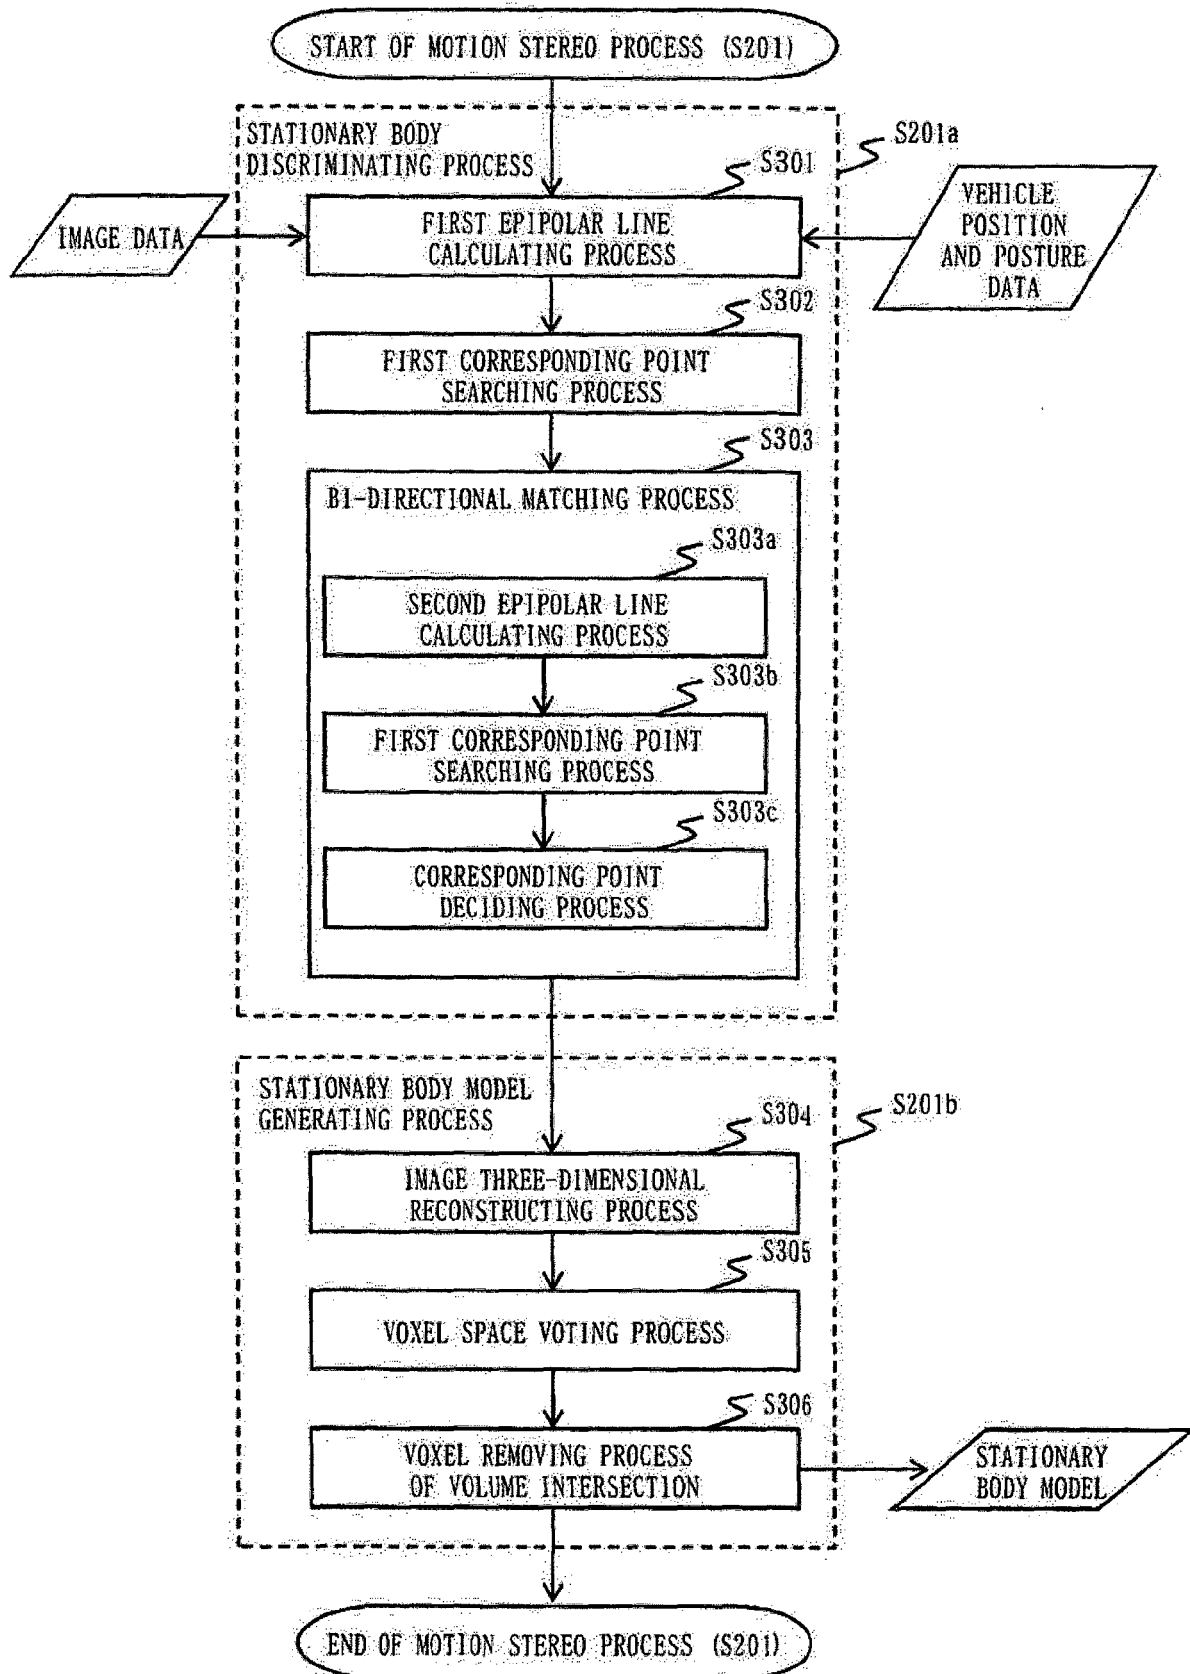 START OF MOTION STEREO PROCESS (S201)
STATIONARY BODY
DISCRIMINATING PROCESS
S201a
S301
IMAGE DATA
FIRST EPIPOLAR LINE
CALCULATING PROCESS
VEHICLE
POSITION
AND POSTURE
DATA
S302
FIRST CORRESPONDING POINT
SEARCHING PROCESS
S303
BI-DIRECTIONAL MATCHING PROCESS
S303a
SECOND EPIPOLAR LINE
CALCULATING PROCESS
S303b
FIRST CORRESPONDING POINT
SEARCHING PROCESS
S303c
CORRESPONDING POINT
DECIDING PROCESS
STATIONARY BODY MODEL
GENERATING PROCESS
S201b
S304
IMAGE THREE-DIMENSIONAL
RECONSTRUCTING PROCESS
S305
VOXEL SPACE VOTING PROCESS
S306
VOXEL REMOVING PROCESS
OF VOLUME INTERSECTION
STATIONARY
BODY MODEL
END OF MOTION STEREO PROCESS (S201)